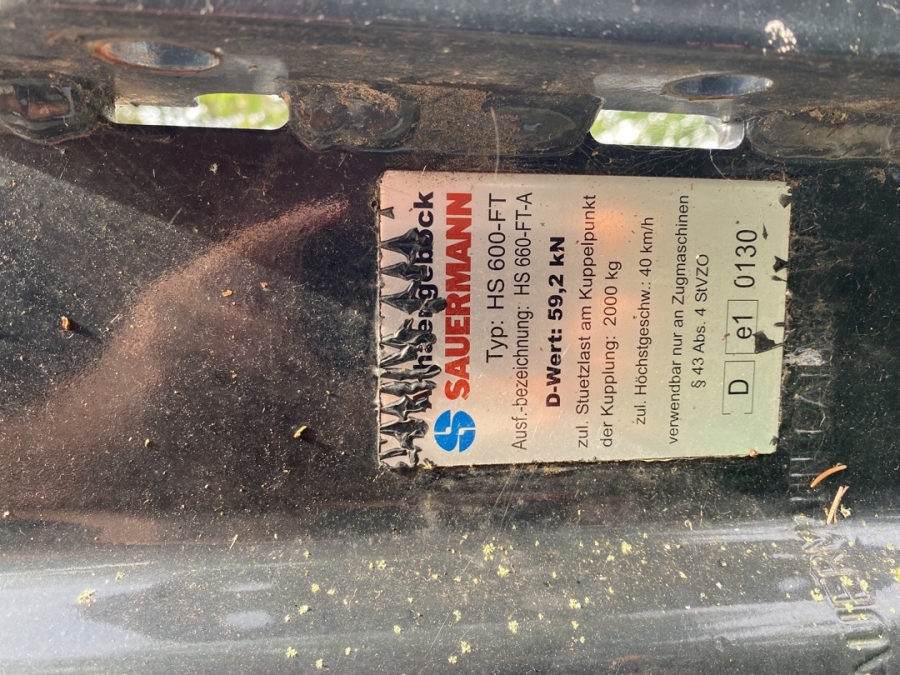 Anhängebock
SAUERMANN
Typ: HS 600-FT
Ausf.-bezeichnung: HS 660-FT-A
D-Wert: 59,2 kN
zul. Stuetzlast am Kuppelpunkt
der Kupplung: 2000 kg
zul. Höchstgeschw.: 40 km/h
verwendbar nur an Zugmaschinen
§ 43 Abs. 4 StVZO
D e1 0130